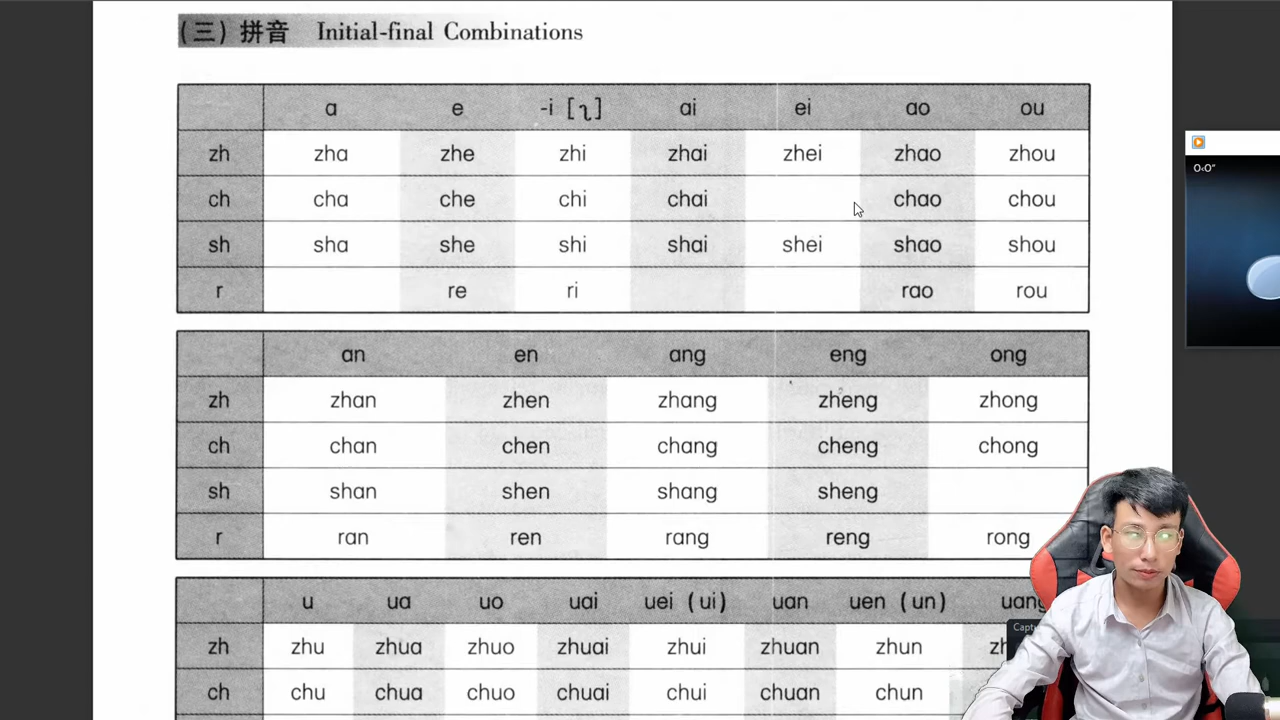 (三) 拼音 Initial-final Combinations
a e -i [ʅ] ai ei ao ou
zh zha zhe zhi zhai zhei zhao zhou
ch cha che chi chai chao chou
sh sha she shi shai shei shao shou
r re ri rao rou
an en ang eng ong
zh zhan zhen zhang zheng zhong
ch chan chen chang cheng chong
sh shan shen shang sheng
r ran ren rang reng rong
u ua uo uai uei (ui) uan uen (un) uang
zh zhu zhua zhuo zhuai zhui zhuan zhun
ch chu chua chuo chuai chui chuan chun